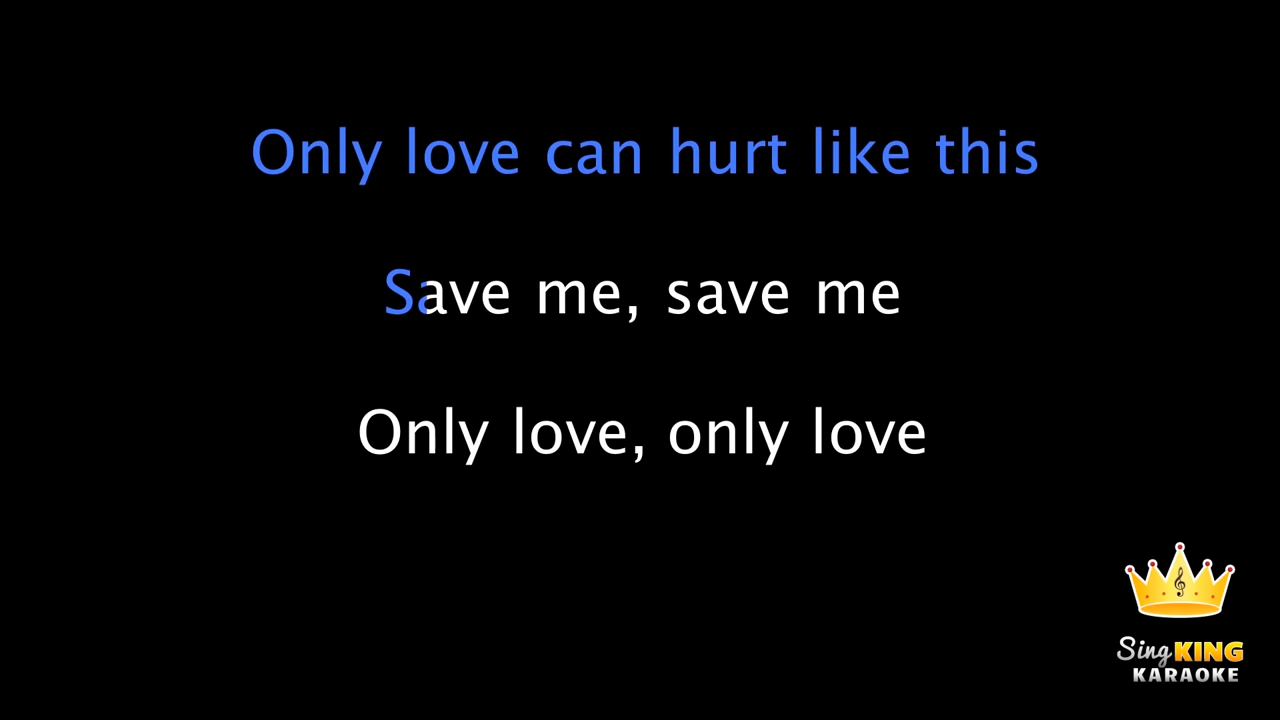 Only love can hurt like this
Save me, save me
Only love, only love
Sing KING
KARAOKE